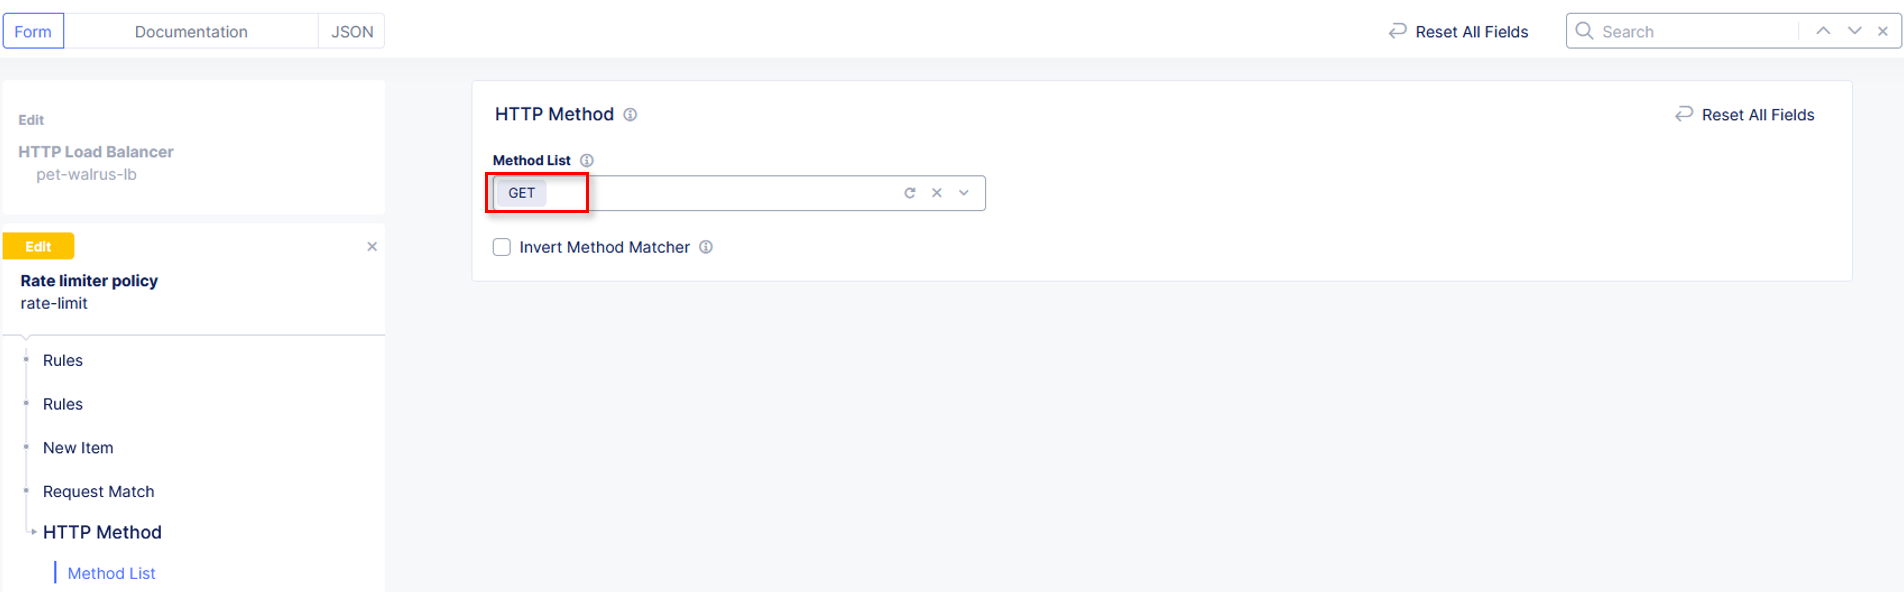 Form Documentation JSON Reset All Fields Search
Edit
HTTP Load Balancer
pet-walrus-lb
Edit
Rate limiter policy
rate-limit
Rules
Rules
New Item
Request Match
HTTP Method
Method List
HTTP Method Reset All Fields
Method List
GET
Invert Method Matcher